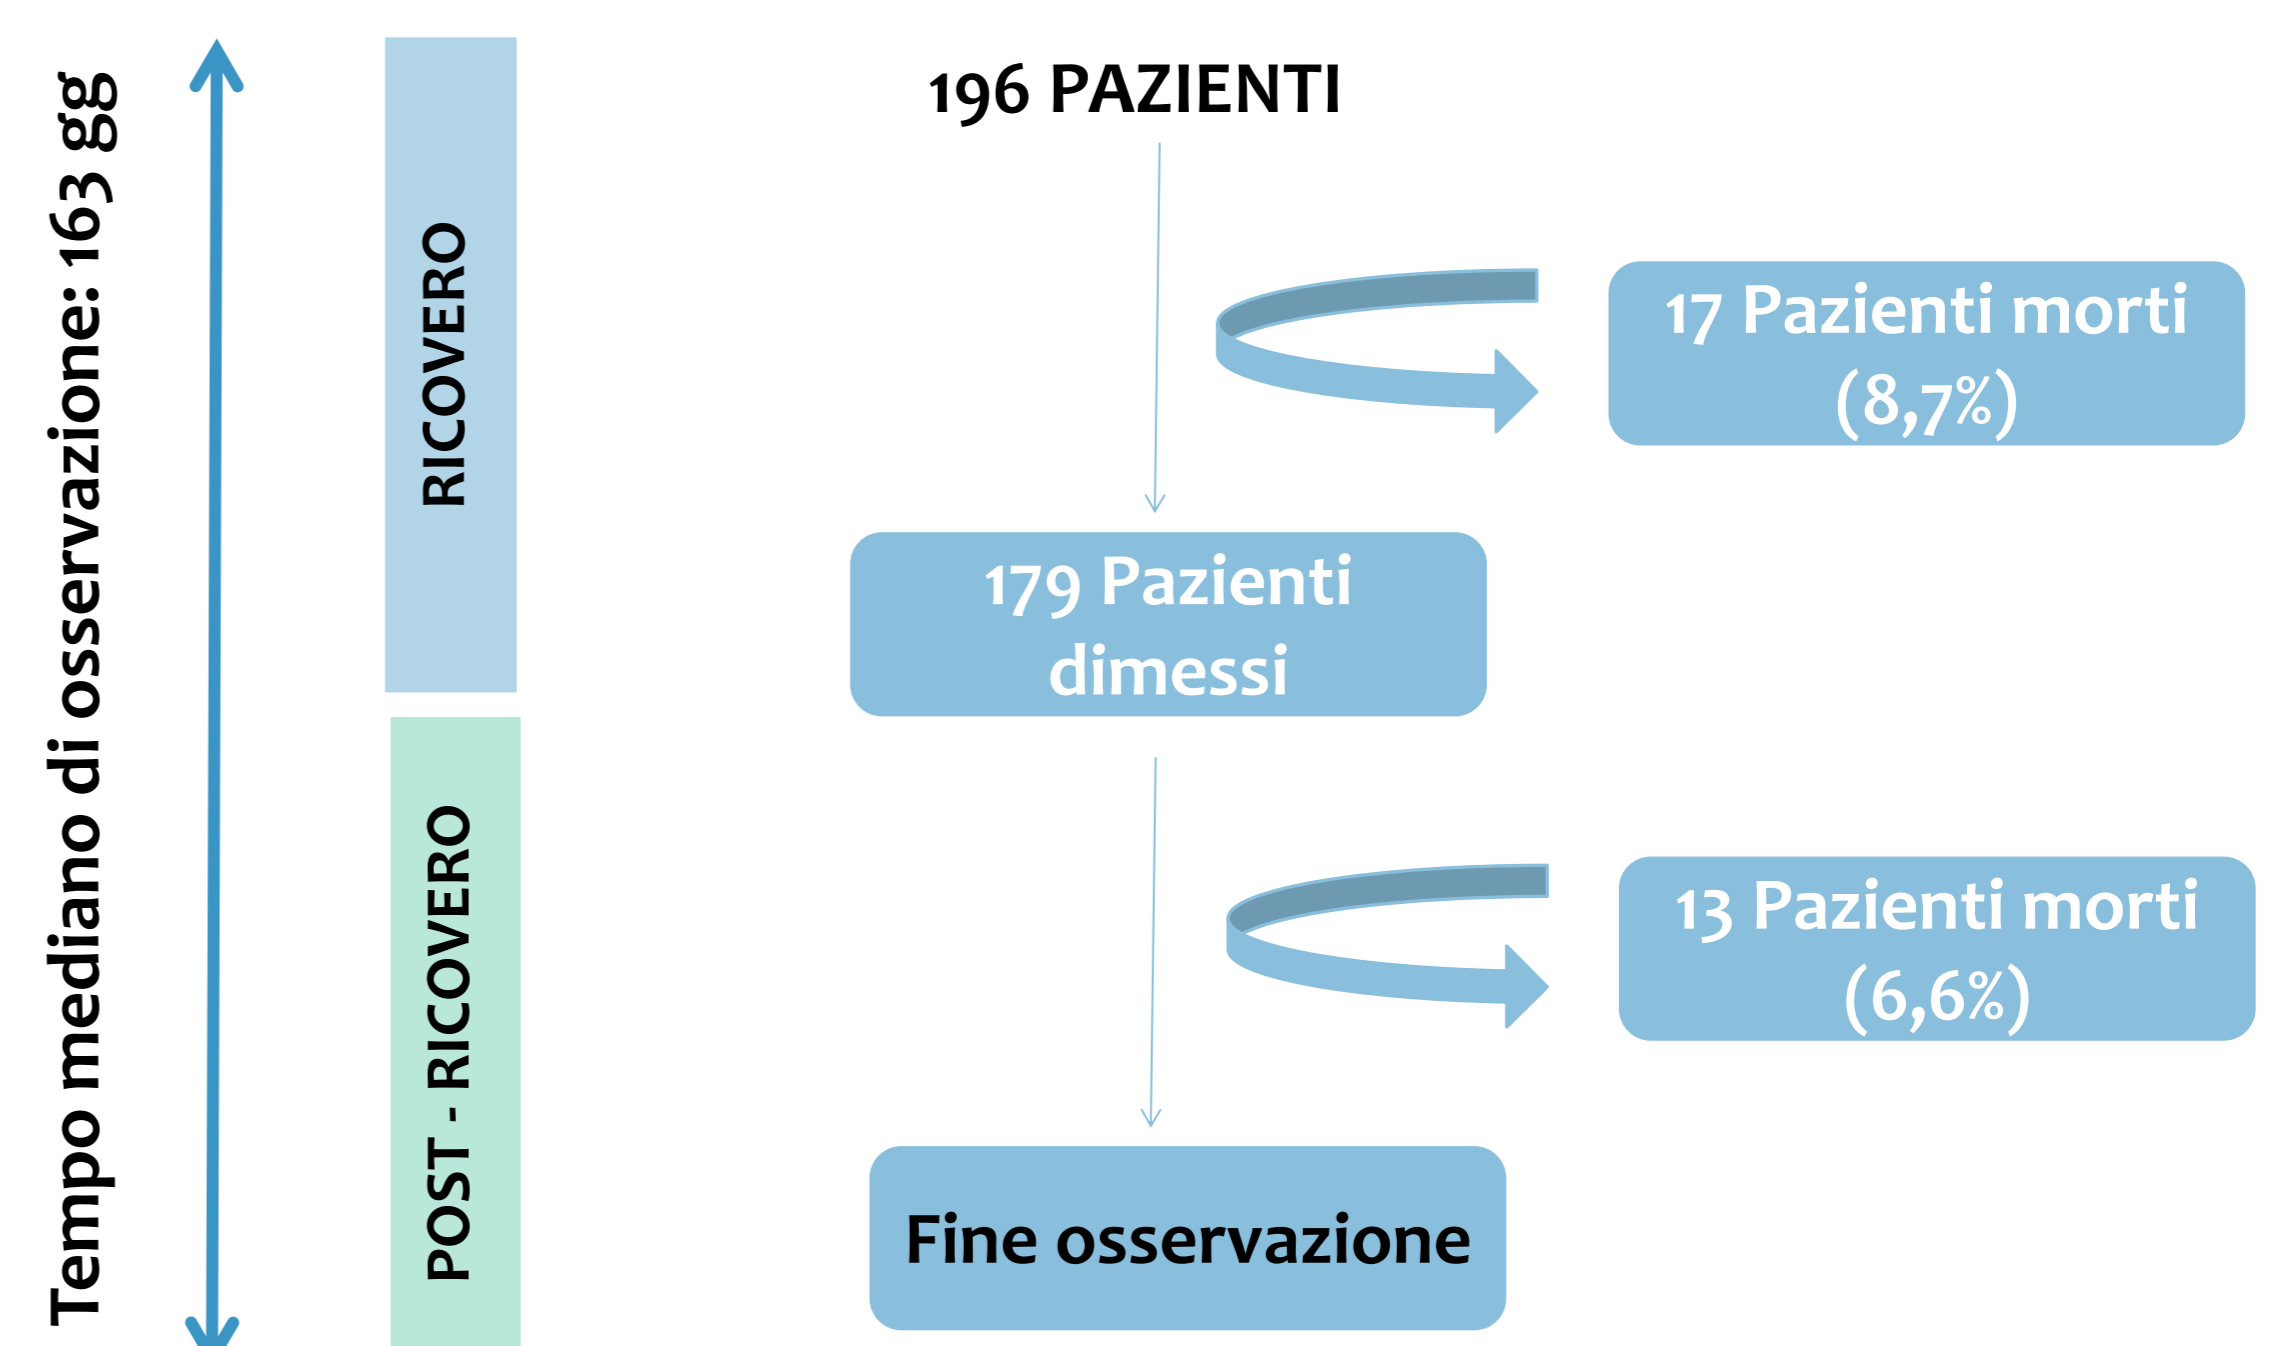 Tempo mediano di osservazione: 163 gg
RICOVERO
POST - RICOVERO
196 PAZIENTI
17 Pazienti morti
(8,7%)
179 Pazienti
dimessi
13 Pazienti morti
(6,6%)
Fine osservazione